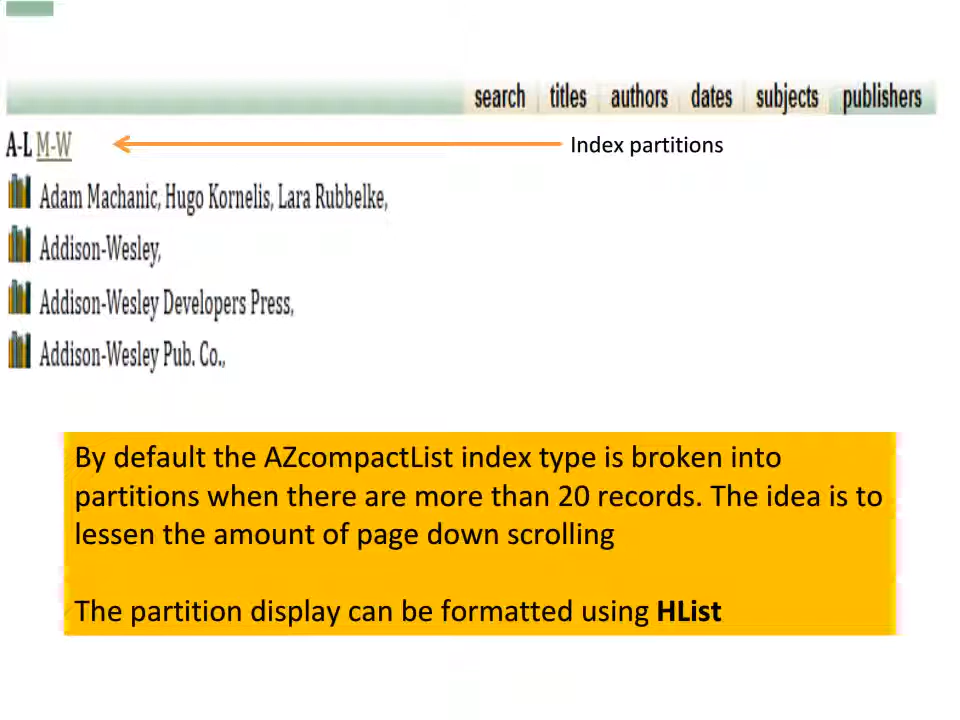 search titles authors dates subjects publishers
A-L M-W
Index partitions
Adam Machanic, Hugo Kornelis, Lara Rubbelke,
Addison-Wesley,
Addison-Wesley Developers Press,
Addison-Wesley Pub. Co.,
By default the AZcompactList index type is broken into
partitions when there are more than 20 records. The idea is to
lessen the amount of page down scrolling
The partition display can be formatted using HList